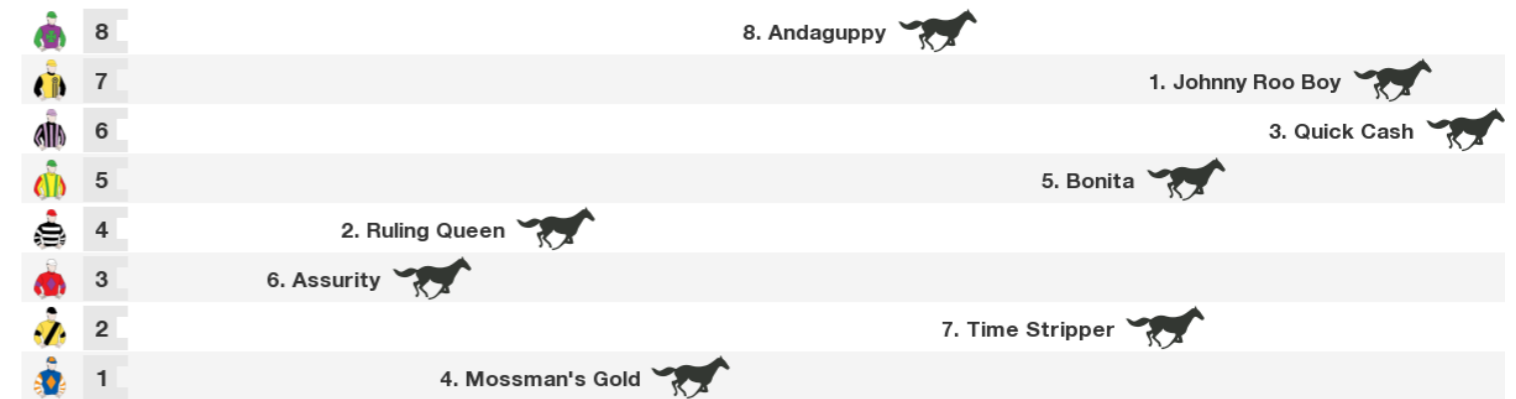 8 8. Andaguppy
7 1. Johnny Roo Boy
6 3. Quick Cash
5 5. Bonita
4 2. Ruling Queen
3 6. Assurity
2 7. Time Stripper
1 4. Mossman's Gold